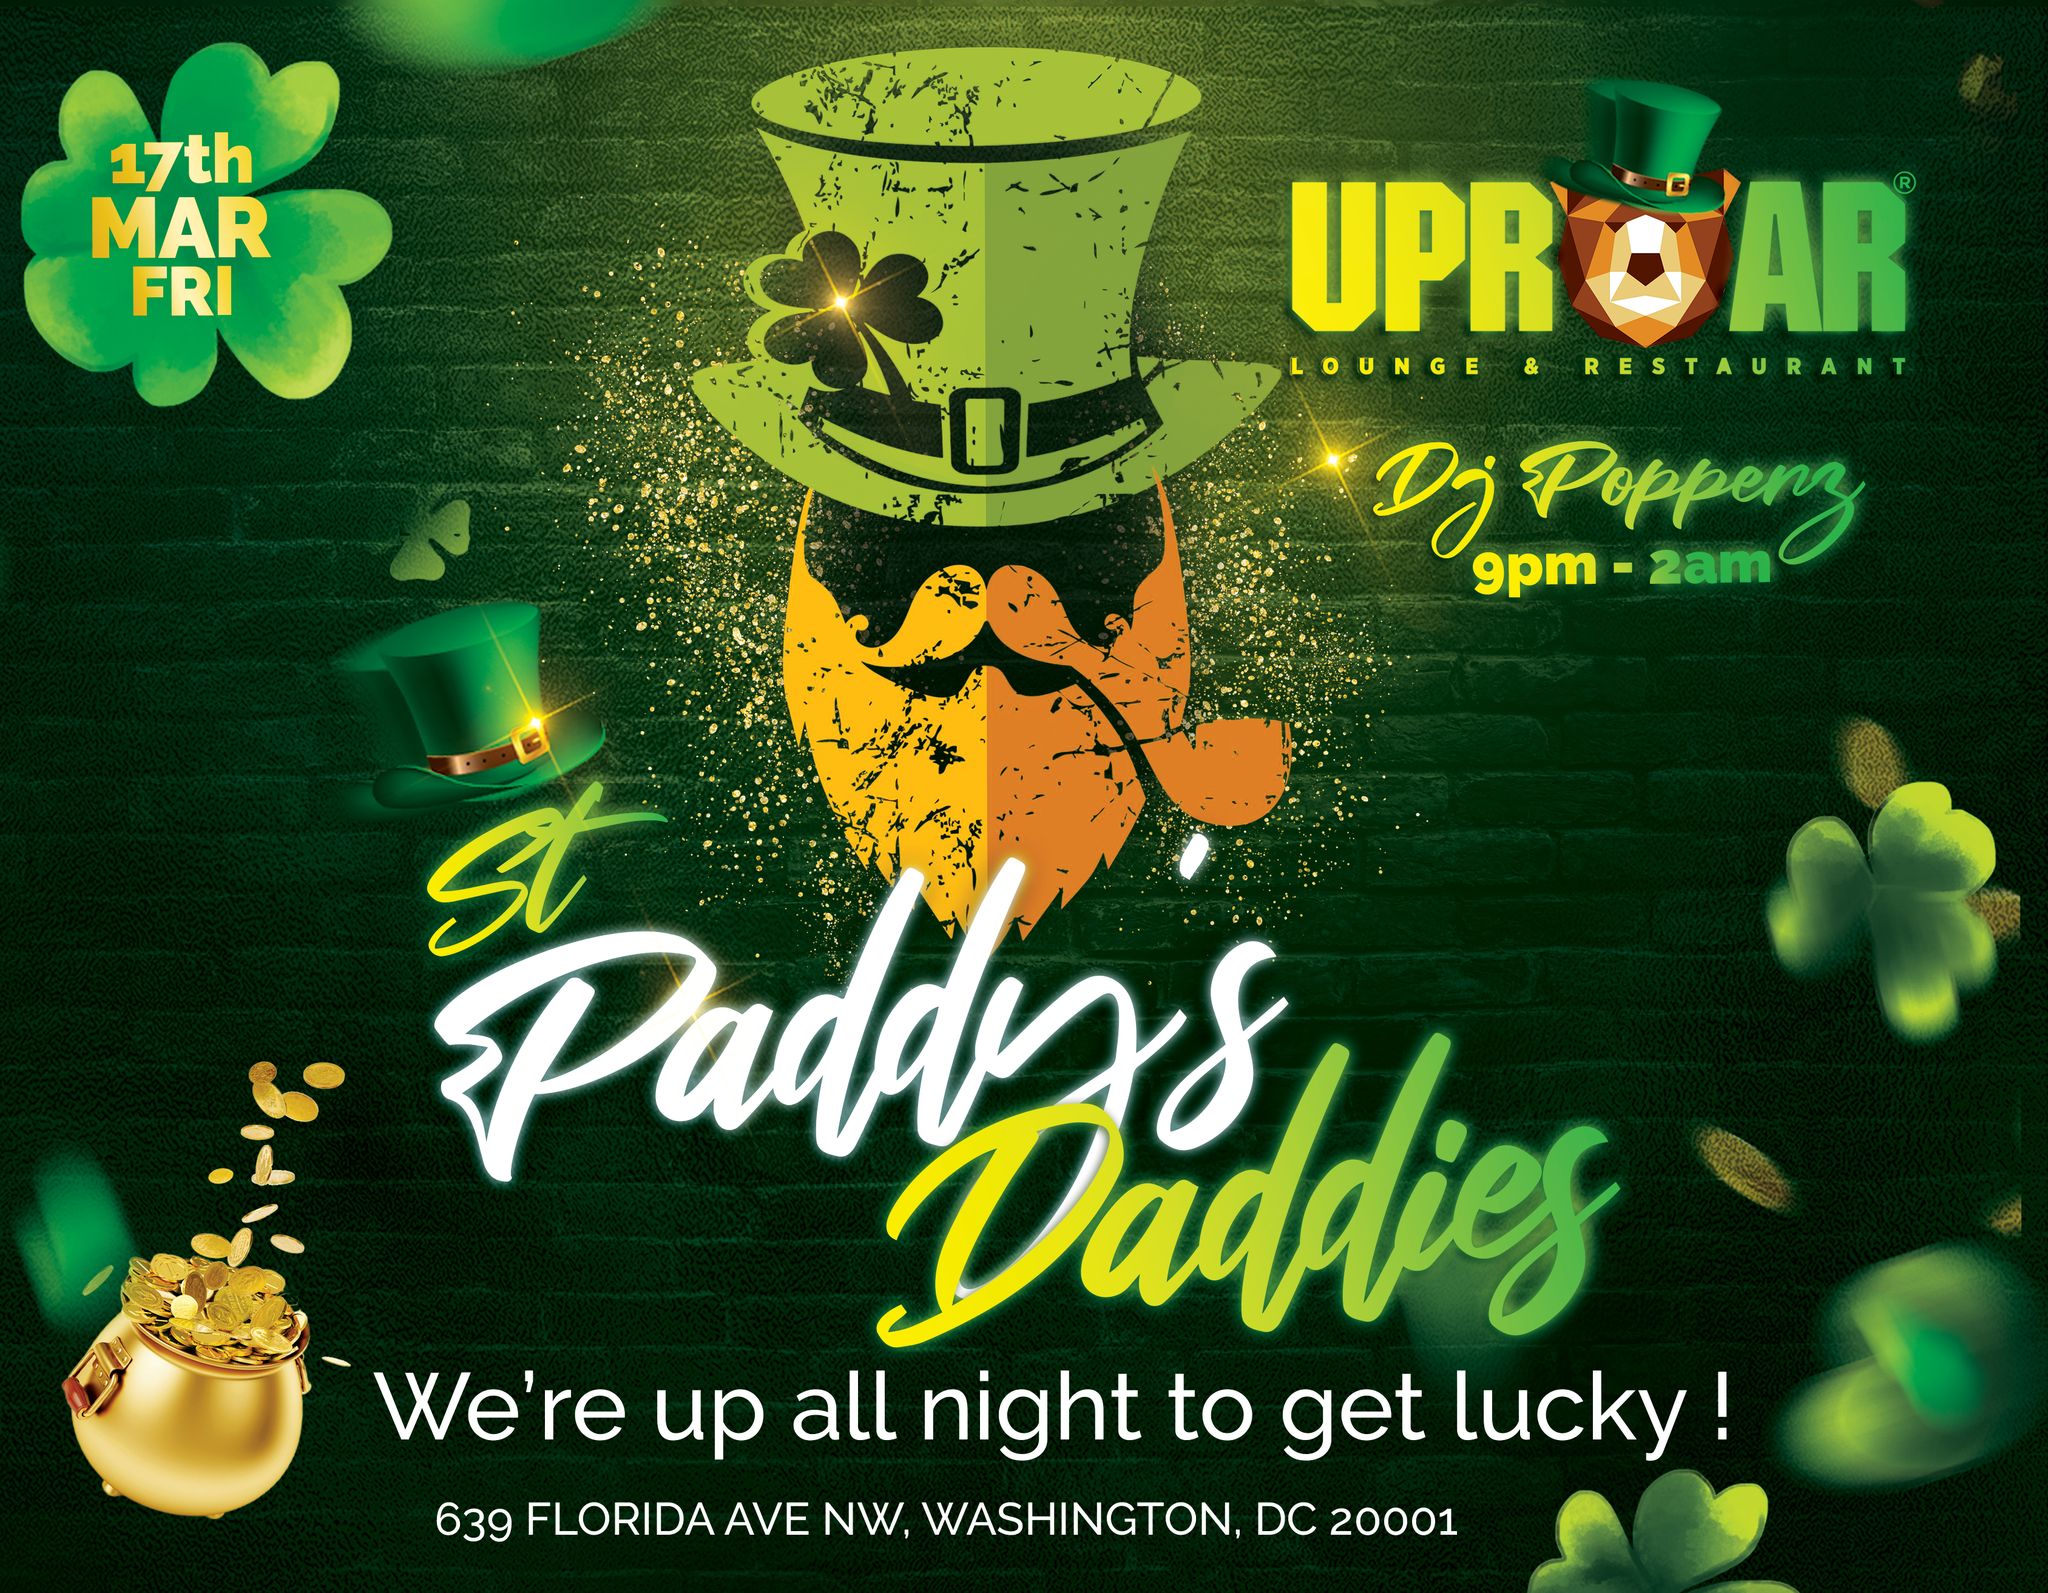 17th
MAR
FRI
UPROAR®
LOUNGE & RESTAURANT
Dj Popperz
9pm - 2am
St
Paddy's
Daddies
We're up all night to get lucky !
639 FLORIDA AVE NW, WASHINGTON, DC 20001